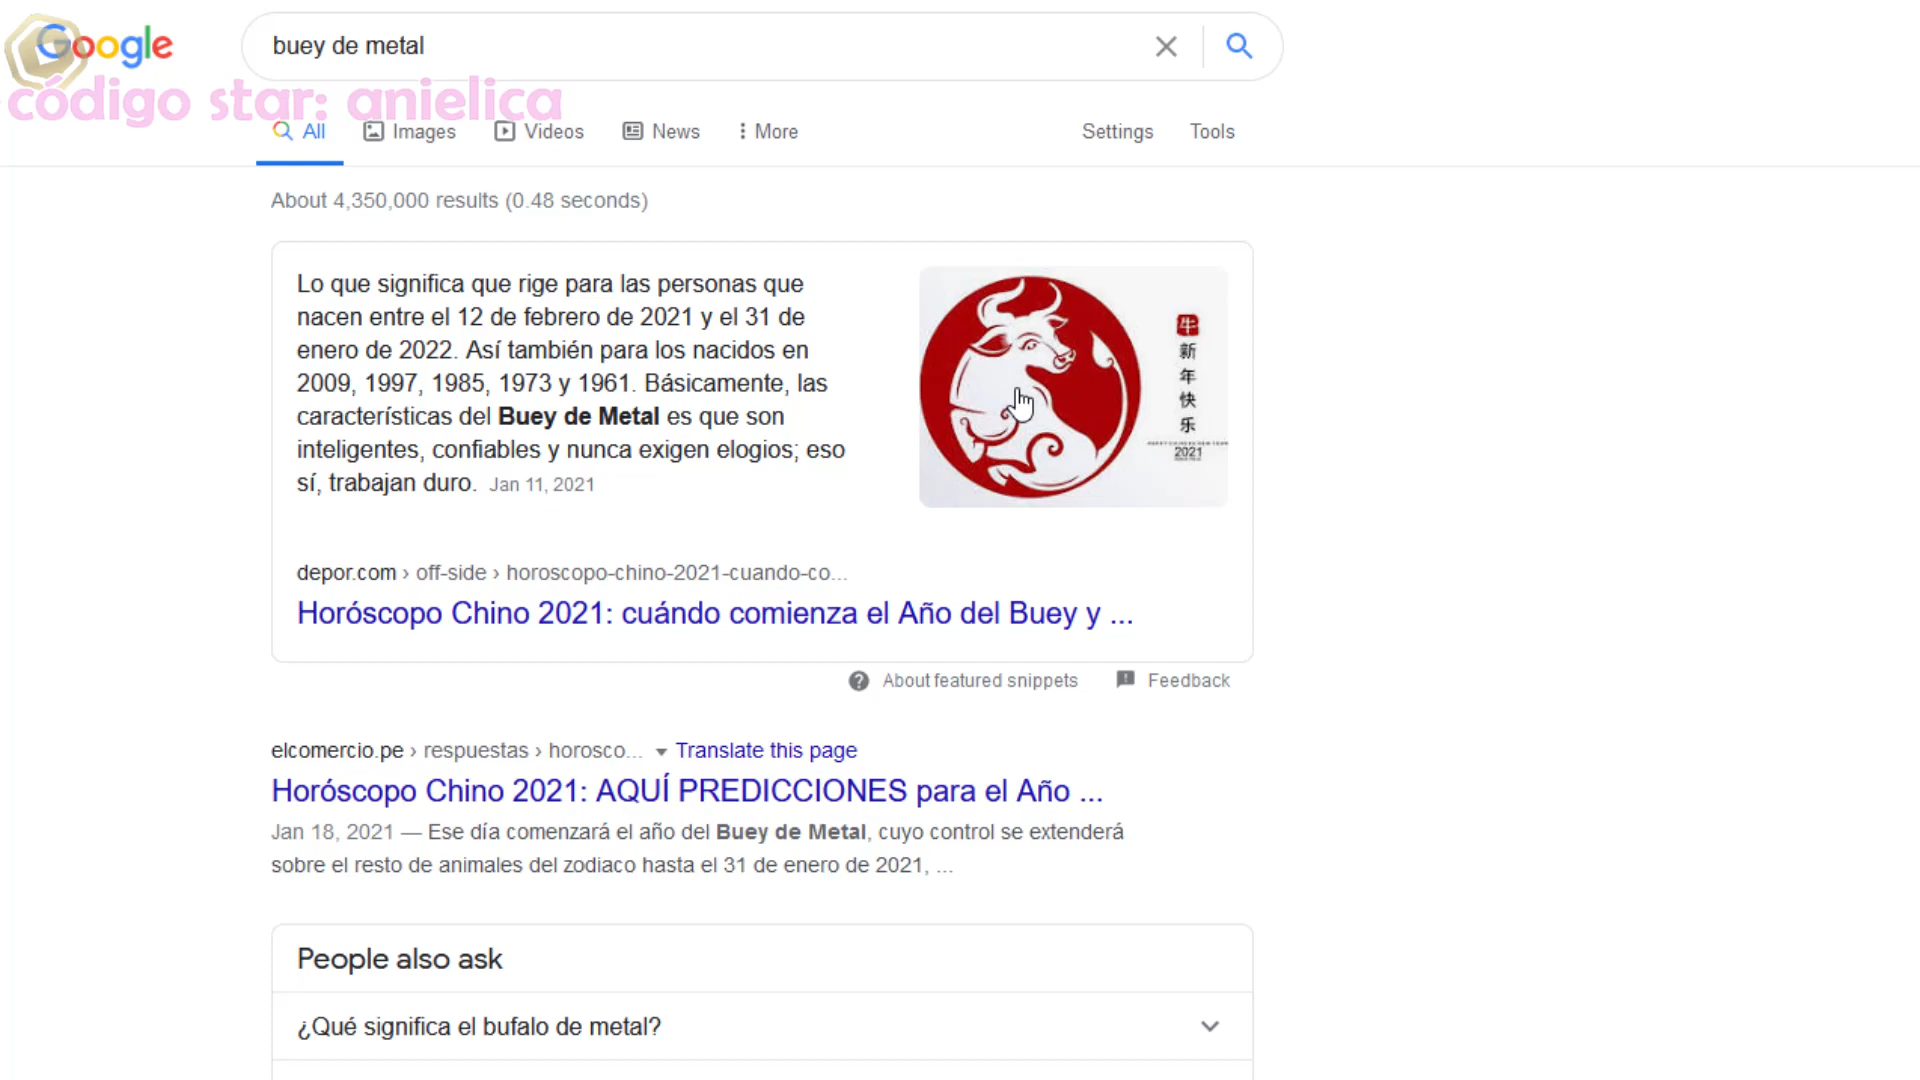 Google
buey de metal
código star: anielica
All
Images
Videos
News
More
Settings
Tools
About 4,350,000 results (0.48 seconds)
Lo que significa que rige para las personas que
nacen entre el 12 de febrero de 2021 y el 31 de
enero de 2022. Así también para los nacidos en
2009, 1997, 1985, 1973 y 1961. Básicamente, las
características del Buey de Metal es que son
inteligentes, confiables y nunca exigen elogios; eso
sí, trabajan duro. Jan 11, 2021
牛
新
年
快
乐
HAPPY CHINESE NEW YEAR
2021
depor.com › off-side › horoscopo-chino-2021-cuando-co...
Horóscopo Chino 2021: cuándo comienza el Año del Buey y ...
About featured snippets
Feedback
elcomercio.pe › respuestas › horosco...
Translate this page
Horóscopo Chino 2021: AQUÍ PREDICCIONES para el Año ...
Jan 18, 2021 — Ese día comenzará el año del Buey de Metal, cuyo control se extenderá
sobre el resto de animales del zodiaco hasta el 31 de enero de 2021, ...
People also ask
¿Qué significa el bufalo de metal?